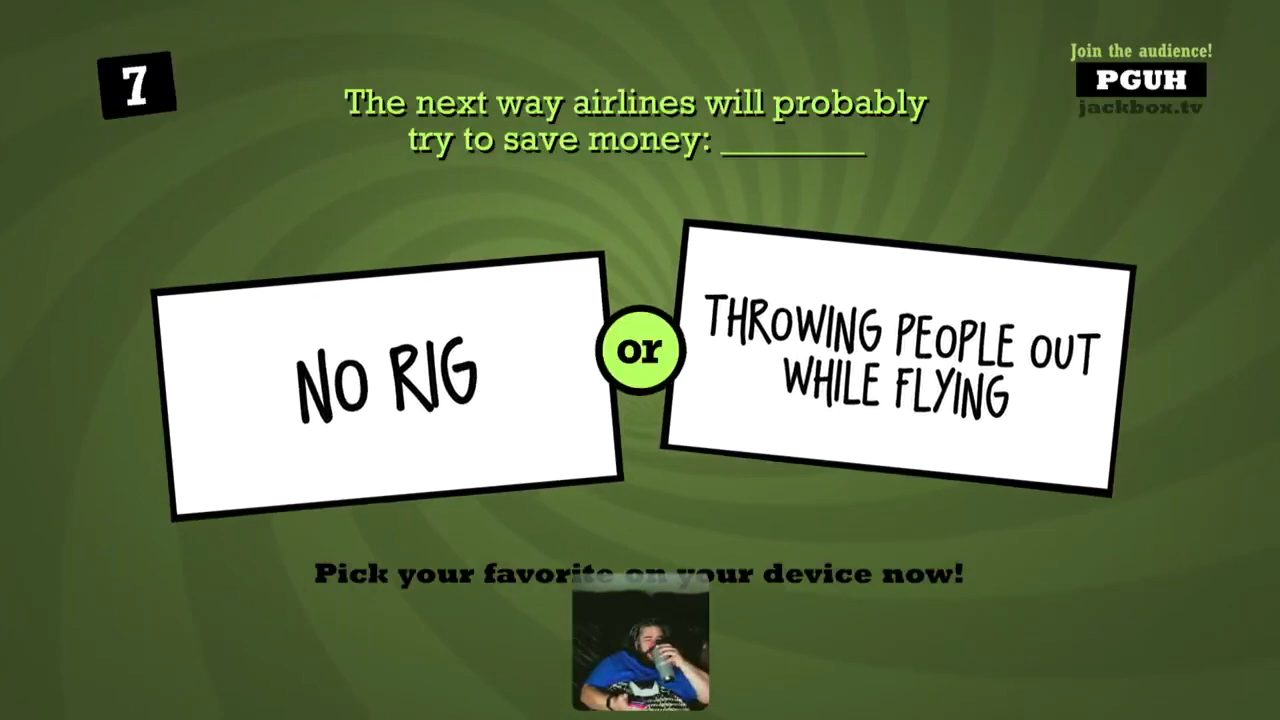 7
Join the audience!
PGUH
jackbox.tv
The next way airlines will probably
try to save money: ________
NO RIG
or
THROWING PEOPLE OUT
WHILE FLYING
Pick your favorite on your device now!